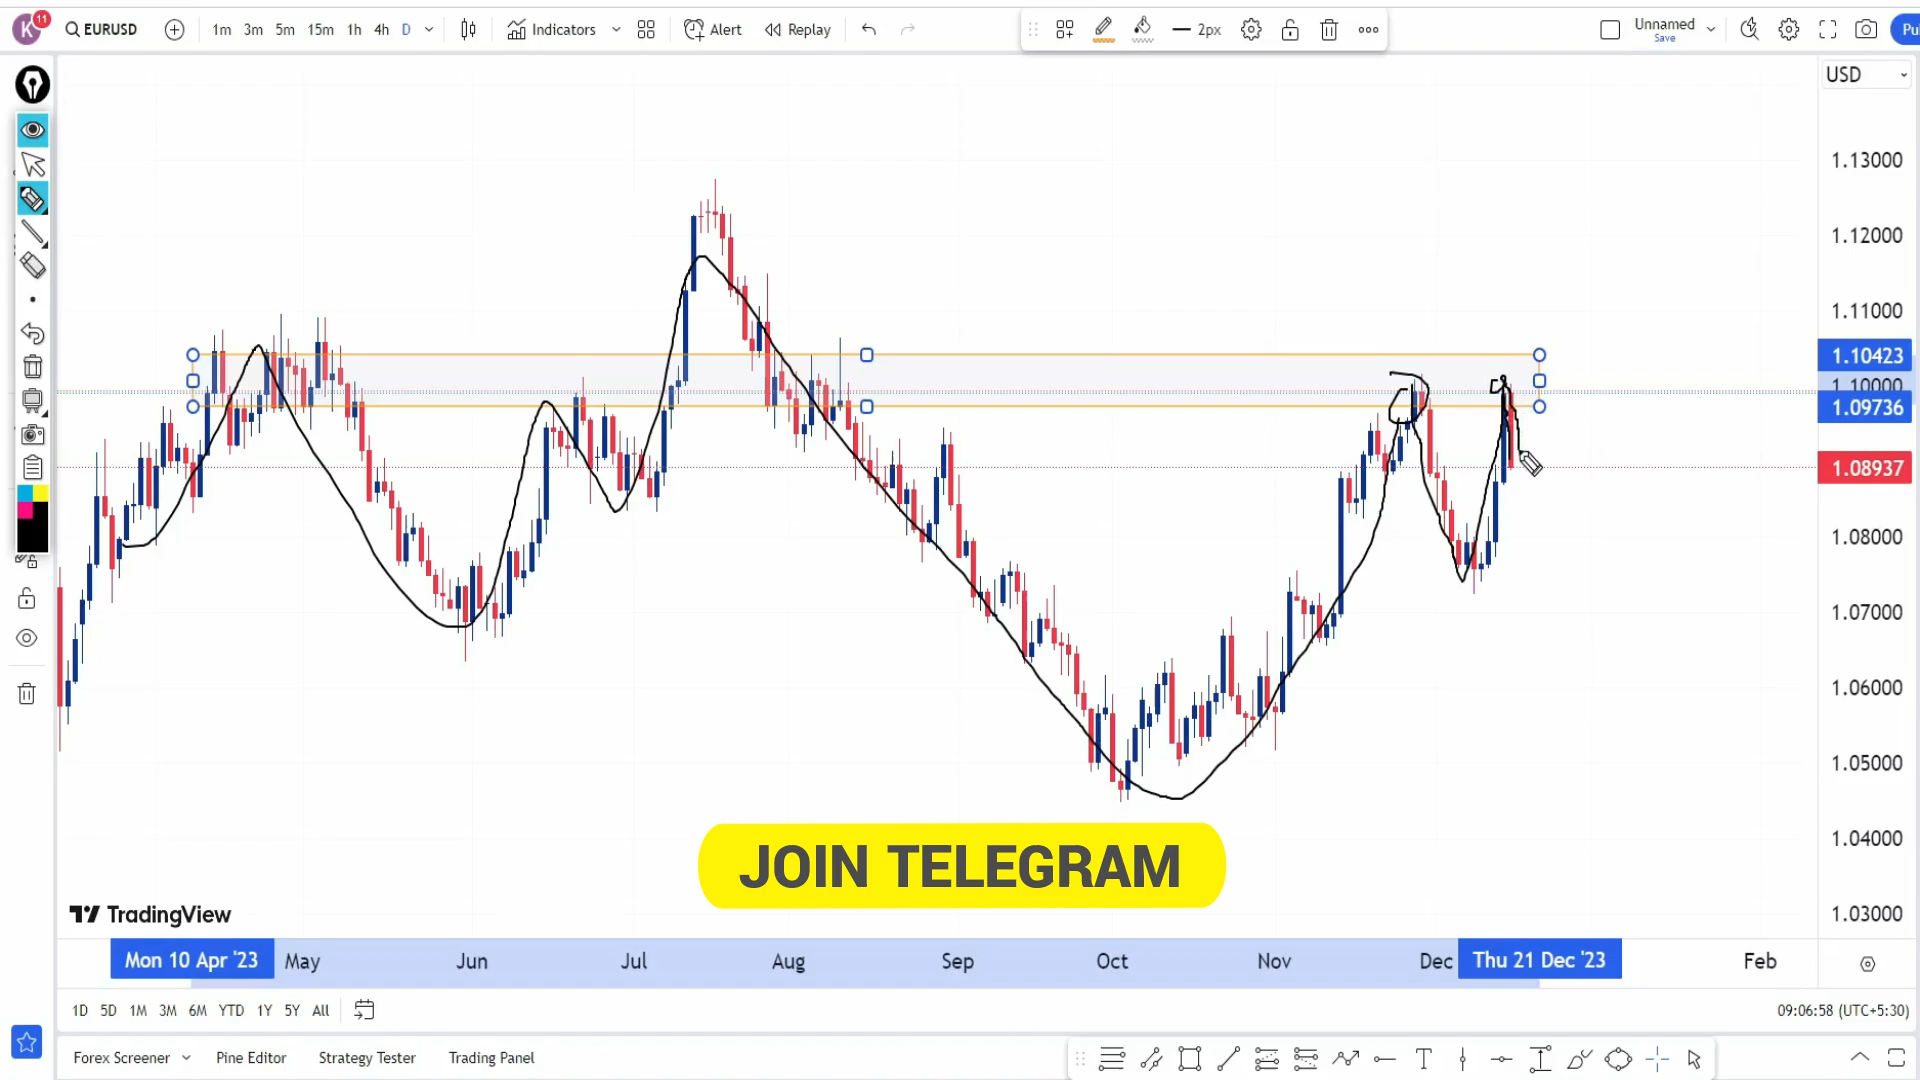 K 11 EURUSD 1m 3m 5m 15m 1h 4h D Indicators Alert Replay 2px Unnamed Save Pu
USD
1.13000
1.12000
1.11000
1.10423
1.10000
1.09736
1.08937
1.08000
1.07000
1.06000
1.05000
1.04000
1.03000
JOIN TELEGRAM
TradingView
Mon 10 Apr '23 May Jun Jul Aug Sep Oct Nov Dec Thu 21 Dec '23 Feb
1D 5D 1M 3M 6M YTD 1Y 5Y All 09:06:58 (UTC+5:30)
Forex Screener Pine Editor Strategy Tester Trading Panel